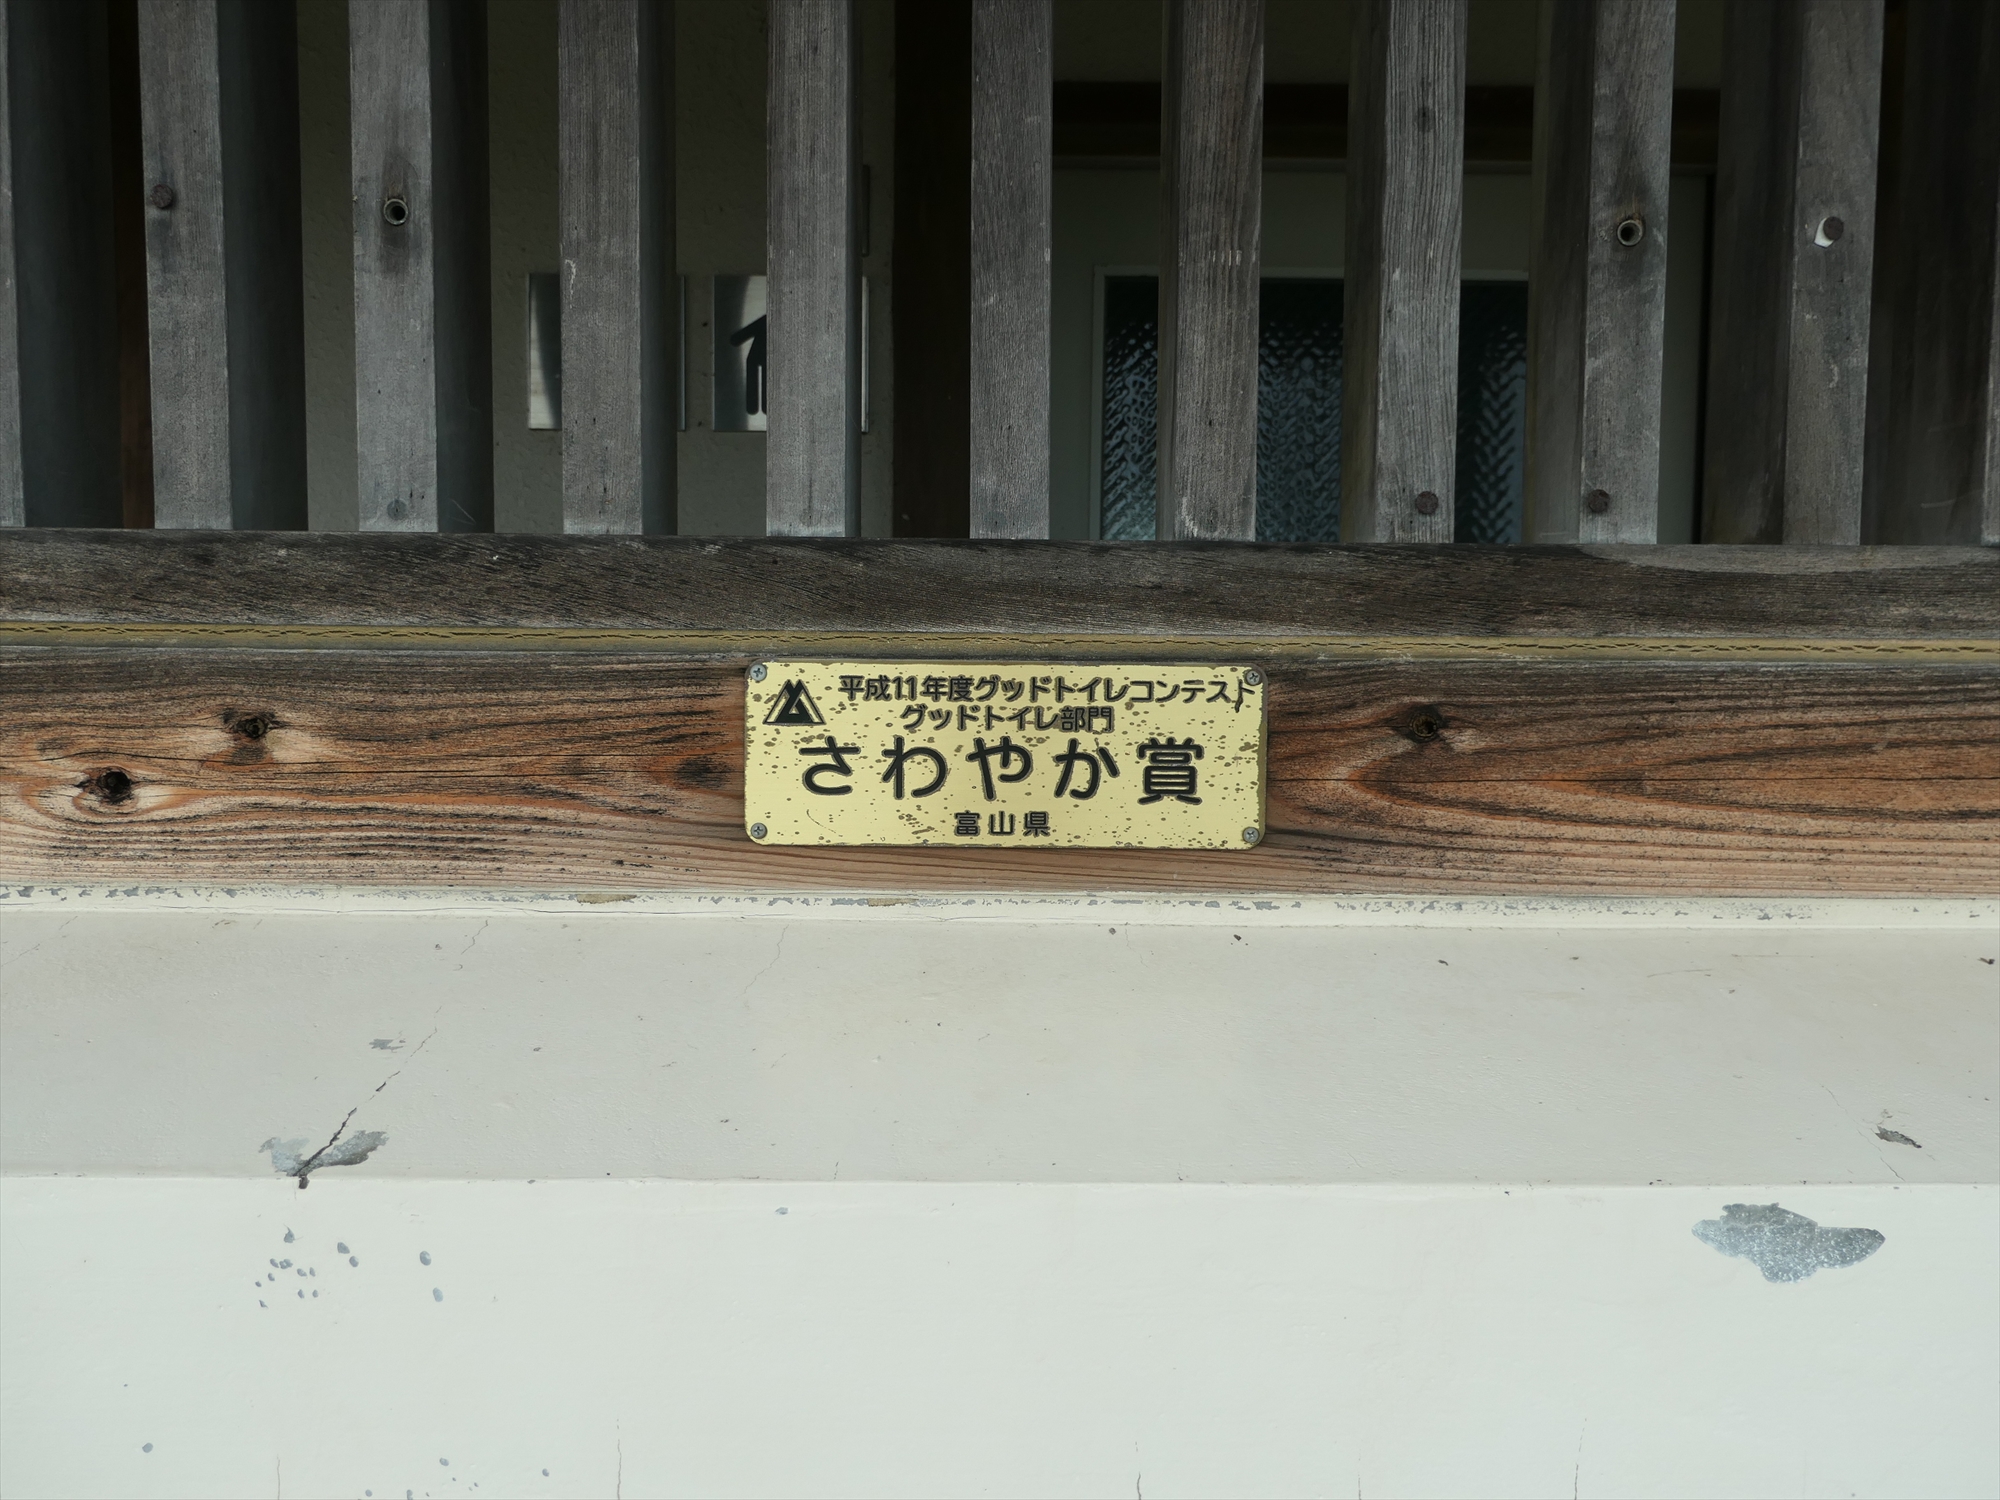 平成11年度グッドトイレコンテスト
グッドトイレ部門
さわやか賞
富山県